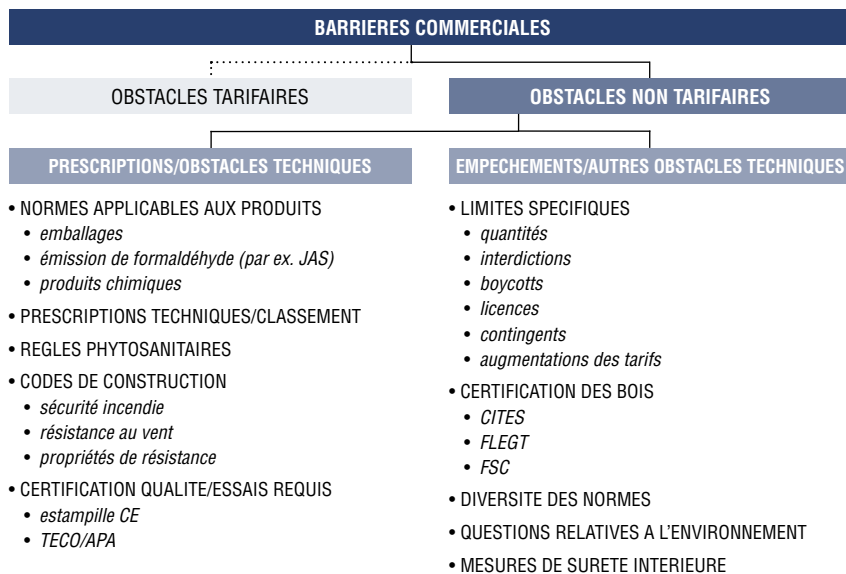 BARRIERES COMMERCIALES
OBSTACLES TARIFAIRES
OBSTACLES NON TARIFAIRES
PRESCRIPTIONS/OBSTACLES TECHNIQUES
• NORMES APPLICABLES AUX PRODUITS
• emballages
• émission de formaldéhyde (par ex. JAS)
• produits chimiques
• PRESCRIPTIONS TECHNIQUES/CLASSEMENT
• REGLES PHYTOSANITAIRES
• CODES DE CONSTRUCTION
• sécurité incendie
• résistance au vent
• propriétés de résistance
• CERTIFICATION QUALITE/ESSAIS REQUIS
• estampille CE
• TECO/APA
EMPECHEMENTS/AUTRES OBSTACLES TECHNIQUES
• LIMITES SPECIFIQUES
• quantités
• interdictions
• boycotts
• licences
• contingents
• augmentations des tarifs
• CERTIFICATION DES BOIS
• CITES
• FLEGT
• FSC
• DIVERSITE DES NORMES
• QUESTIONS RELATIVES A L'ENVIRONNEMENT
• MESURES DE SURETE INTERIEURE